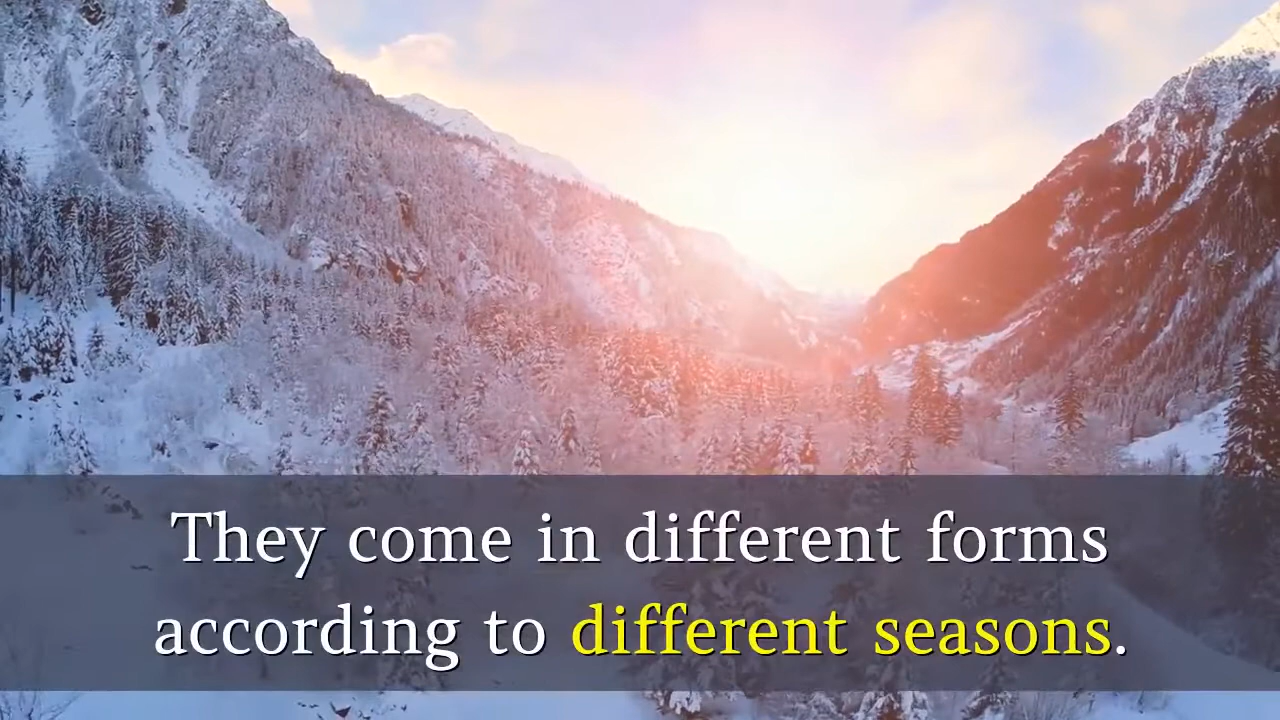 They come in different forms
according to different seasons.